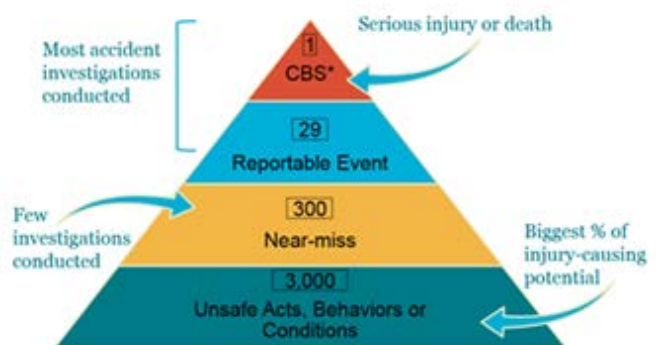 Most accident
investigations
conducted
Serious injury or death
1
CBS*
29
Reportable Event
300
Near-miss
Few
investigations
conducted
Biggest % of
injury-causing
potential
3,000
Unsafe Acts, Behaviors or
Conditions